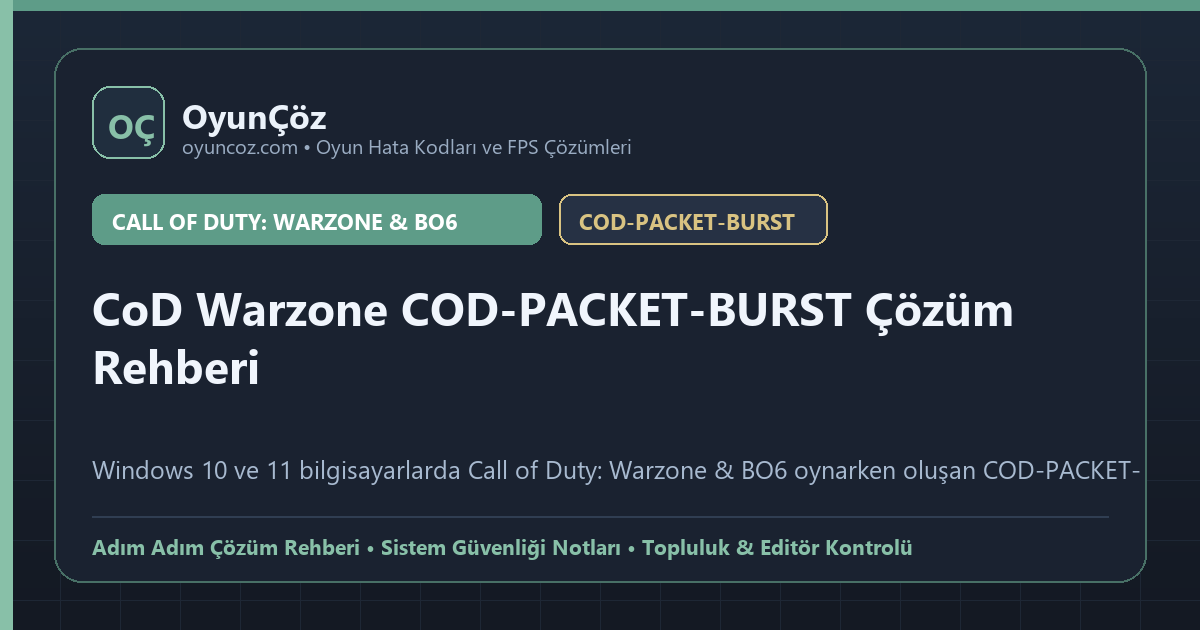 OÇ
OyunÇöz
oyuncoz.com • Oyun Hata Kodları ve FPS Çözümleri
CALL OF DUTY: WARZONE & BO6
COD-PACKET-BURST
CoD Warzone COD-PACKET-BURST Çözüm
Rehberi
Windows 10 ve 11 bilgisayarlarda Call of Duty: Warzone & BO6 oynarken oluşan COD-PACKET-
Adım Adım Çözüm Rehberi • Sistem Güvenliği Notları • Topluluk & Editör Kontrolü